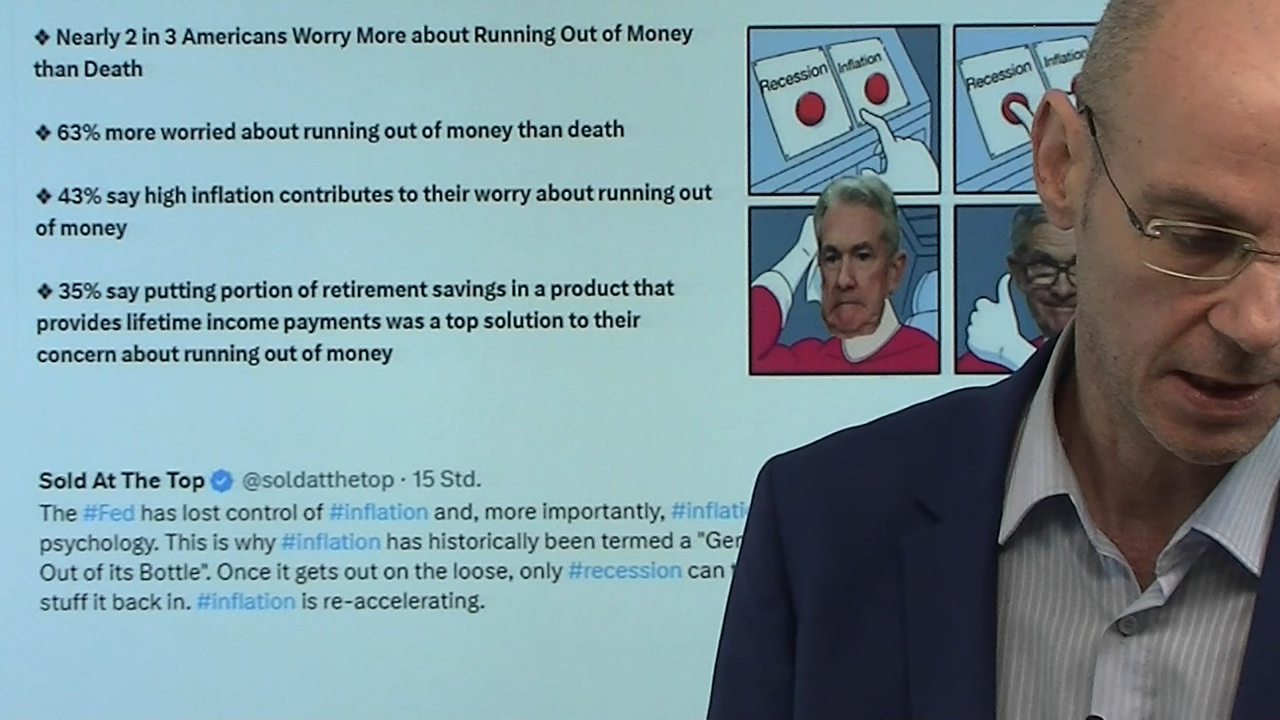 ❖ Nearly 2 in 3 Americans Worry More about Running Out of Money
than Death
❖ 63% more worried about running out of money than death
❖ 43% say high inflation contributes to their worry about running out
of money
❖ 35% say putting portion of retirement savings in a product that
provides lifetime income payments was a top solution to their
concern about running out of money
Recession
Inflation
Recession
Inflation
Sold At The Top @soldatthetop · 15 Std.
The #Fed has lost control of #inflation and, more importantly,
psychology. This is why #inflation has historically been termed a
Out of its Bottle". Once it gets out on the loose, only #recession can
stuff it back in. #inflation is re-accelerating.